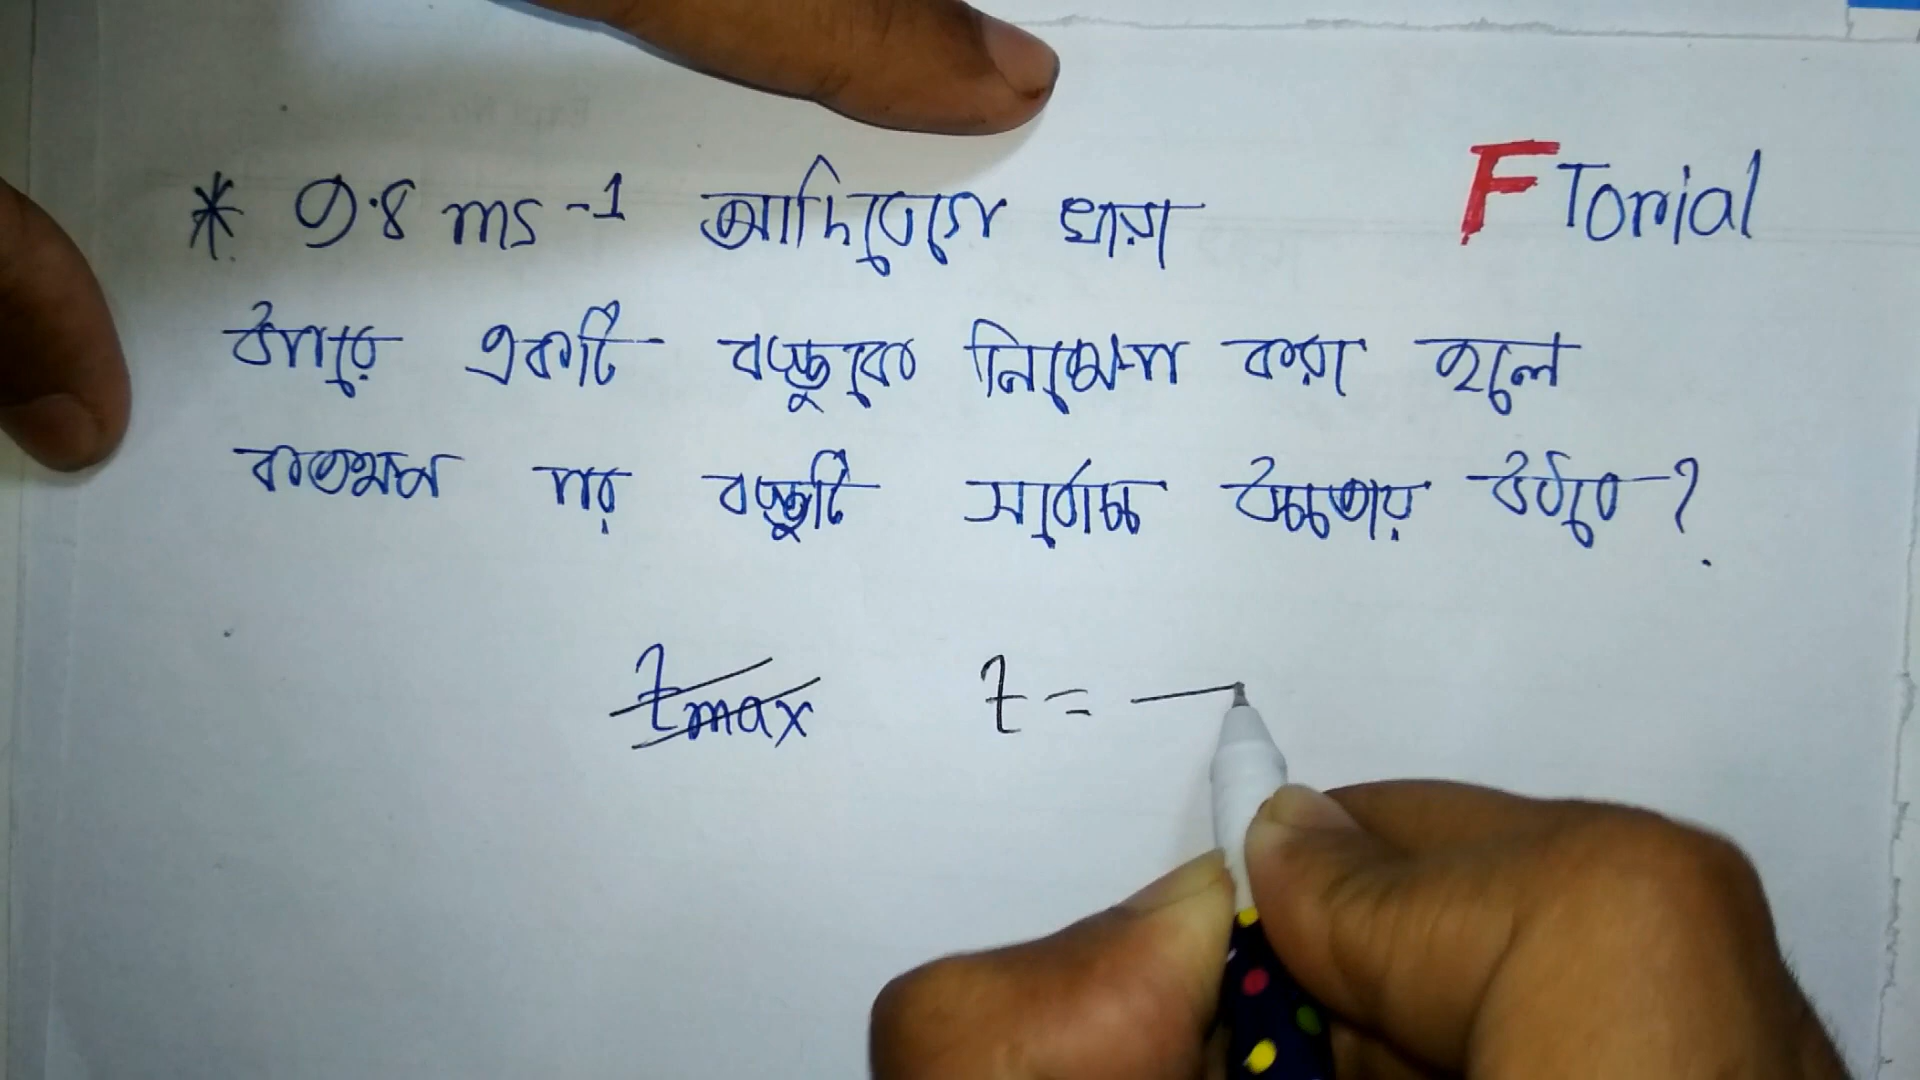 * 9.8 ms⁻¹ আদিবেগে খারা
FTorial
উপরে একটি বস্তুকে নিক্ষেপ করা হলে
কতক্ষণ পর বস্তুটি সর্বোচ্চ উচ্চতায় উঠবে?
tmax t =